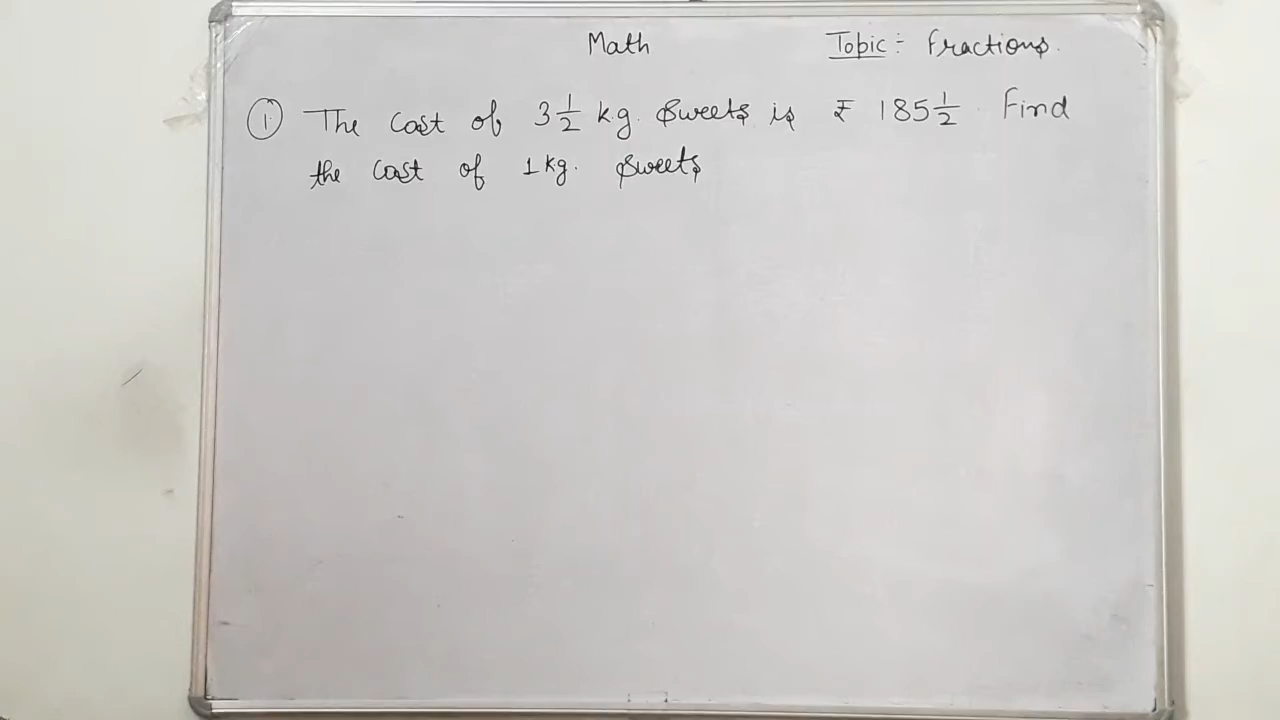 Math Topic:- Fractions.
① The Cost of 3 1/2 k.g. Sweets is ₹ 185 1/2. Find
the Cost of 1 kg. Sweets